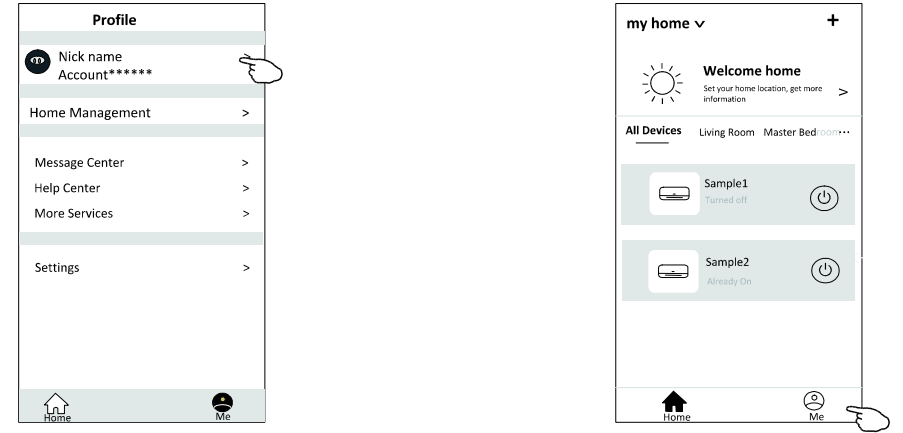 Profile
Nick name
Account******
Home Management >
Message Center >
Help Center >
More Services >
Settings >
Home
Me
my home
+
Welcome home
Set your home location, get more
information
>
All Devices Living Room Master Bedroom ···
Sample1
Turned off
Sample2
Already On
Home
Me